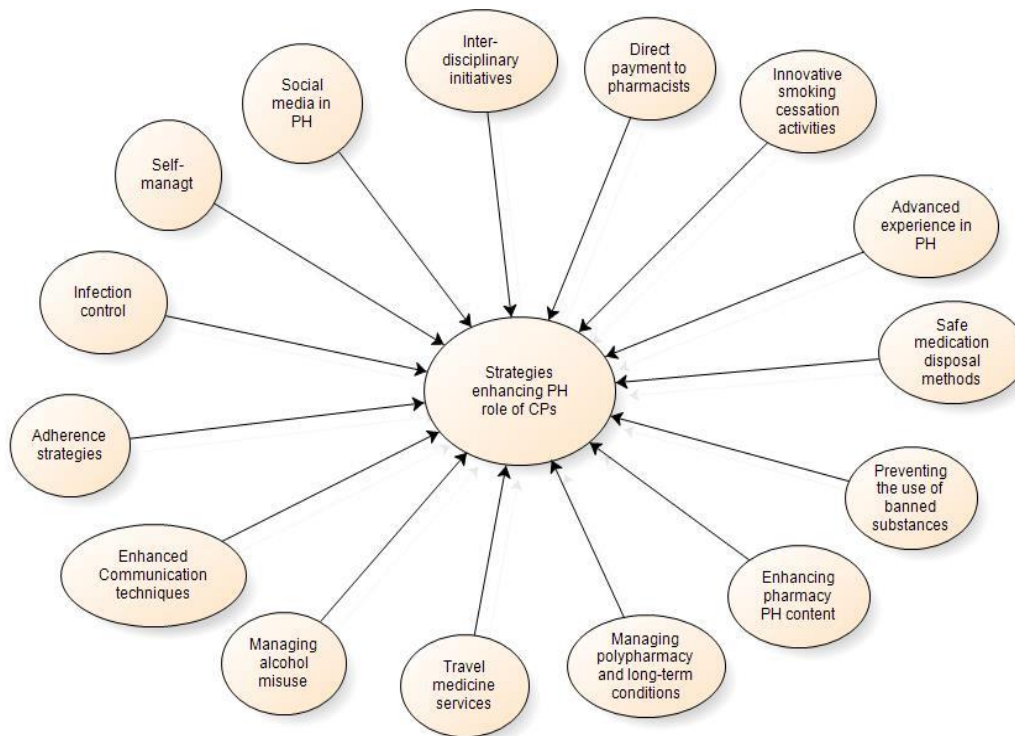 Inter-
disciplinary
initiatives
Direct
payment to
pharmacists
Innovative
smoking
cessation
activities
Social
media in
PH
Self-
managt
Advanced
experience in
PH
Infection
control
Safe
medication
disposal
methods
Strategies
enhancing PH
role of CPs
Adherence
strategies
Preventing
the use of
banned
substances
Enhanced
Communication
techniques
Enhancing
pharmacy
PH content
Managing
alcohol
misuse
Travel
medicine
services
Managing
polypharmacy
and long-term
conditions